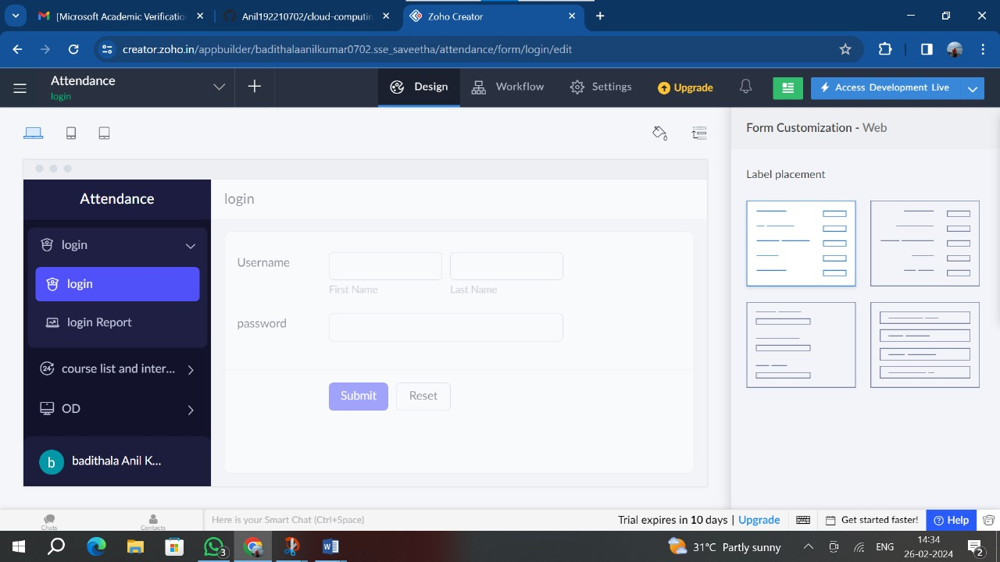 [Microsoft Academic Verificatio
Anil192210702/cloud-computin
Zoho Creator
creator.zoho.in/appbuilder/badithalaanilkumar0702.sse_saveetha/attendance/form/login/edit
Attendance
login
Design
Workflow
Settings
Upgrade
Access Development Live
Form Customization - Web
Label placement
Attendance
login
login
login Report
course list and inter...
OD
badithala Anil K...
b
login
Username
First Name
Last Name
password
Submit
Reset
Chats
Contacts
Here is your Smart Chat (Ctrl+Space)
Trial expires in 10 days | Upgrade
Get started faster!
Help
3
31°C Partly sunny
ENG
14:34
26-02-2024
2
24